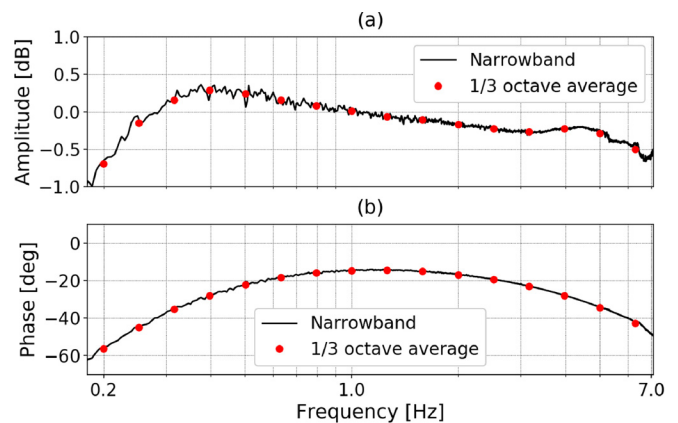 (a)
Amplitude [dB]
1.0
0.5
0.0
−0.5
−1.0
Narrowband
1/3 octave average
(b)
Phase [deg]
0
−20
−40
−60
Narrowband
1/3 octave average
0.2
1.0
7.0
Frequency [Hz]